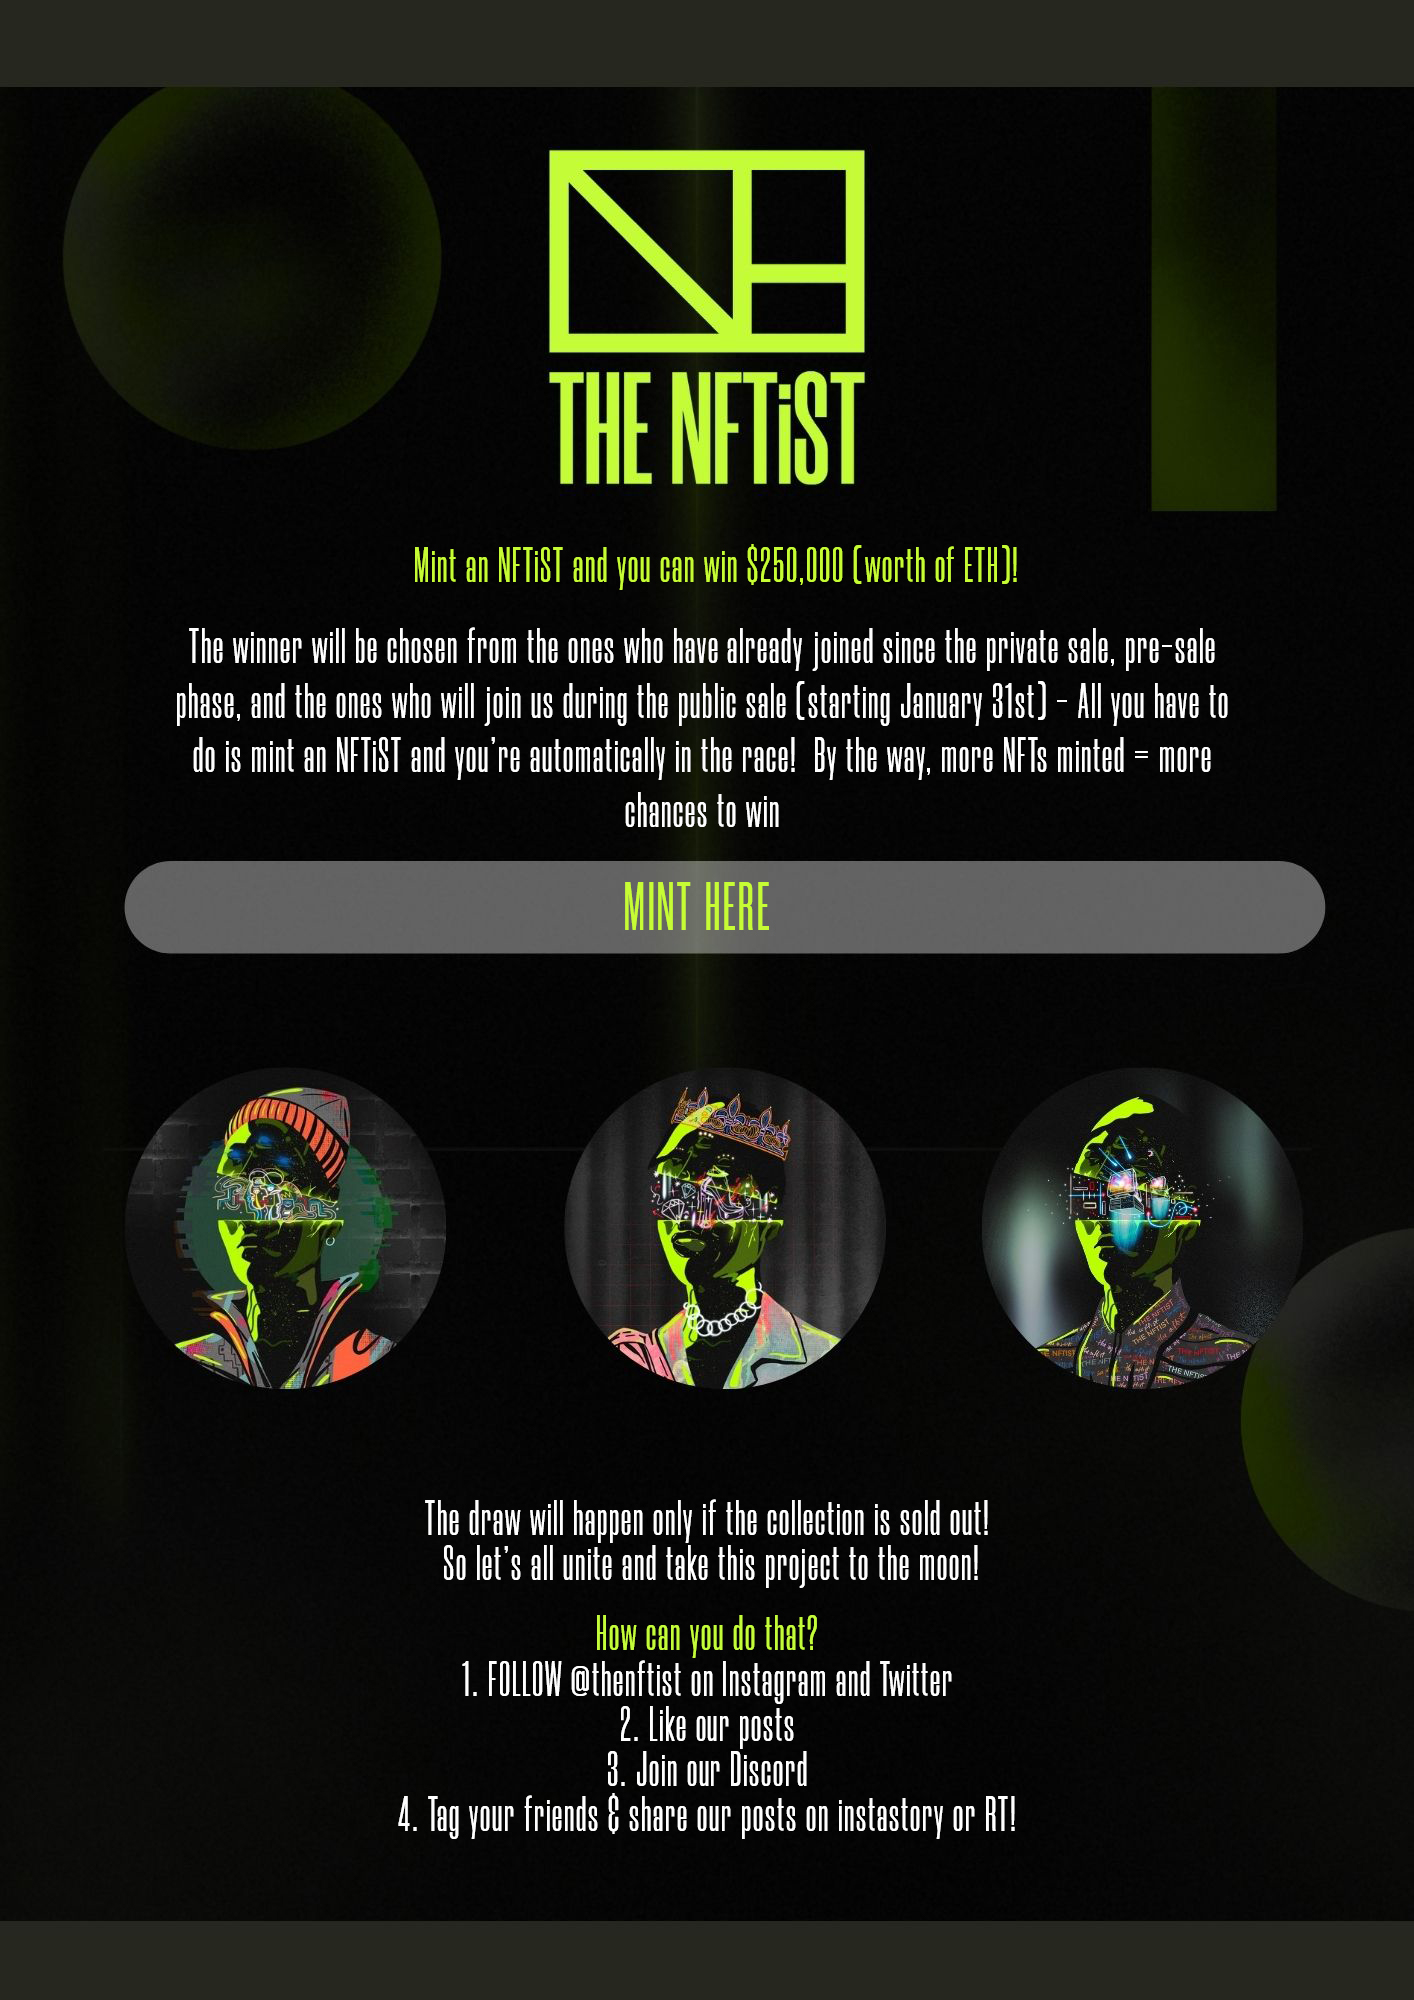 THE NFTiST
Mint an NFTiST and you can win $250,000 (worth of ETH)!
The winner will be chosen from the ones who have already joined since the private sale, pre-sale
phase, and the ones who will join us during the public sale (starting January 31st) - All you have to
do is mint an NFTiST and you're automatically in the race!  By the way, more NFTs minted = more
chances to win
MINT HERE
THE NFTIST
THE NFTIST
THE NFTIST
The draw will happen only if the collection is sold out!
So let's all unite and take this project to the moon!
How can you do that?
1. FOLLOW @thenftist on Instagram and Twitter
2. Like our posts
3. Join our Discord
4. Tag your friends & share our posts on instastory or RT!